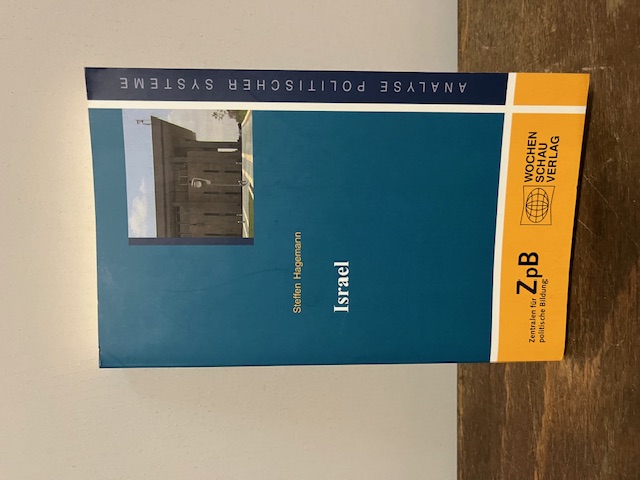 ANALYSE POLITISCHER SYSTEME
Steffen Hagemann
Israel
Zentralen für
politische Bildung
ZpB
WOCHEN
SCHAU
VERLAG